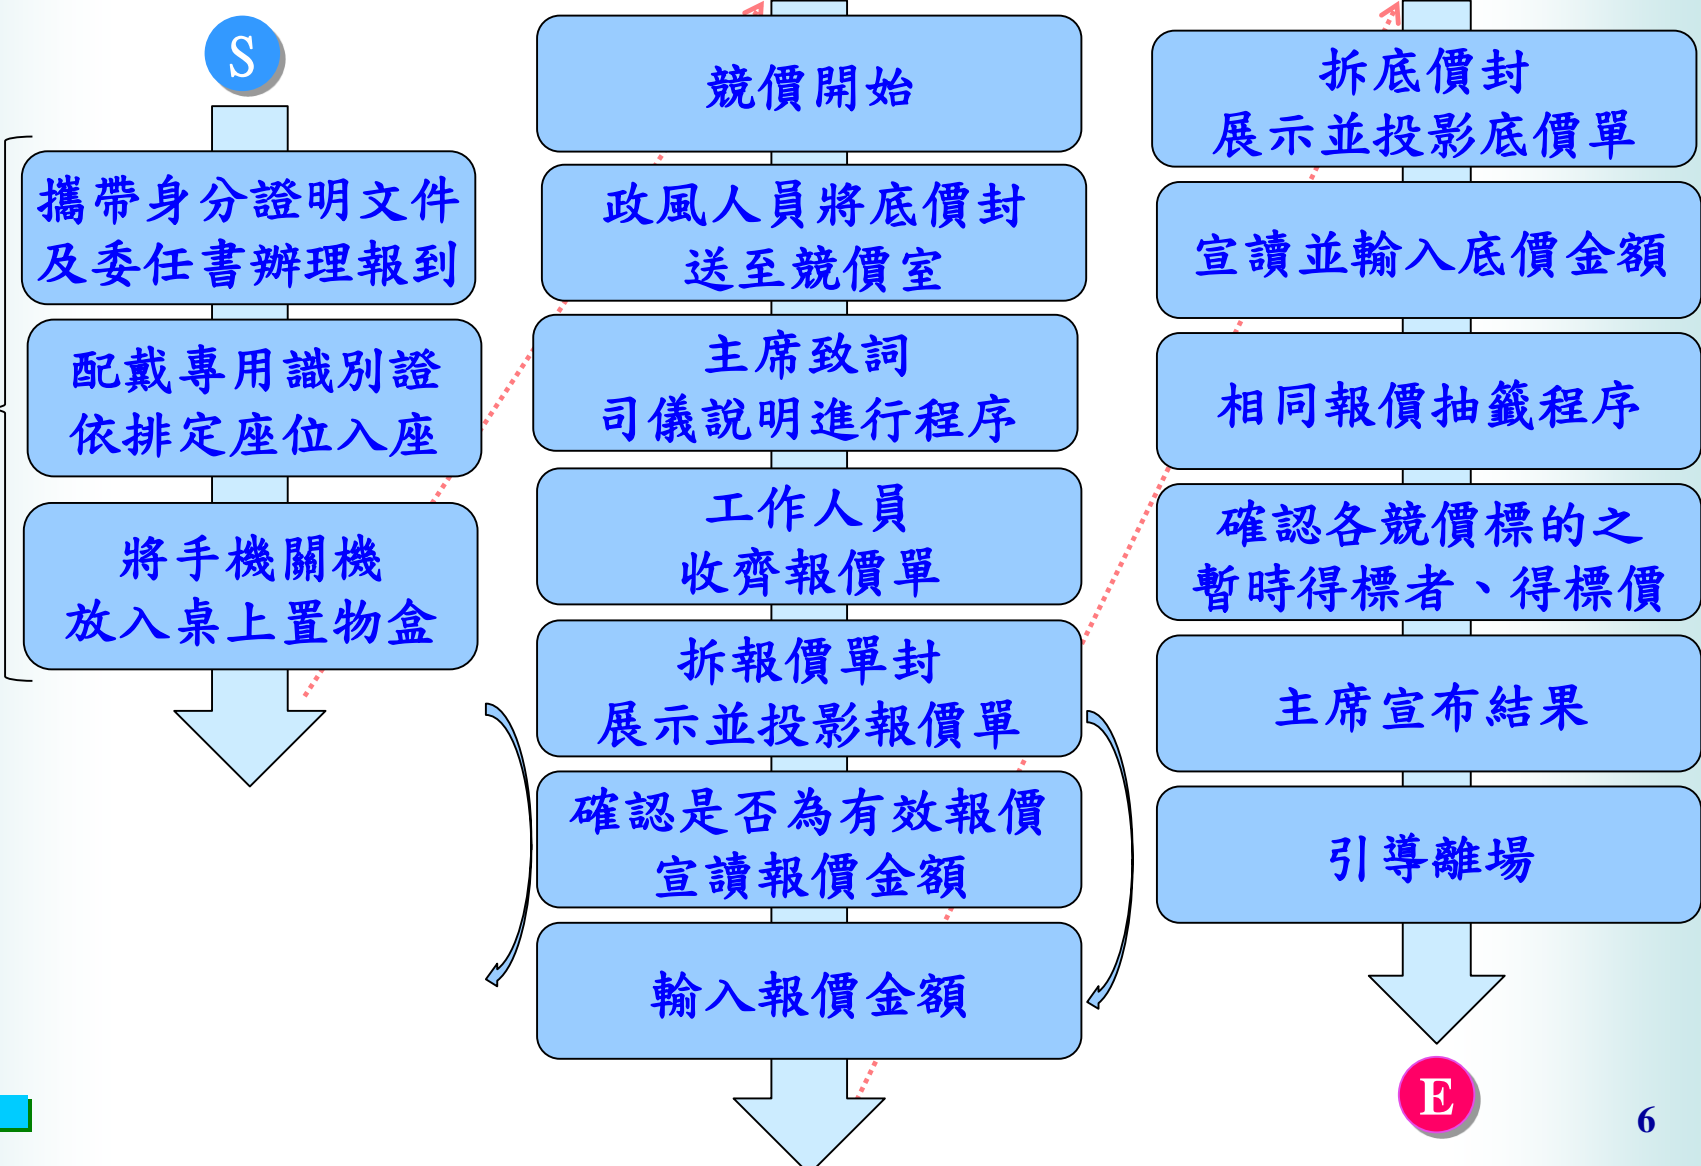 S
攜帶身分證明文件
及委任書辦理報到
配戴專用識別證
依排定座位入座
將手機關機
放入桌上置物盒
競價開始
政風人員將底價封
送至競價室
主席致詞
司儀說明進行程序
工作人員
收齊報價單
拆報價單封
展示並投影報價單
確認是否為有效報價
宣讀報價金額
輸入報價金額
拆底價封
展示並投影底價單
宣讀並輸入底價金額
相同報價抽籤程序
確認各競價標的之
暫時得標者、得標價
主席宣布結果
引導離場
E
6